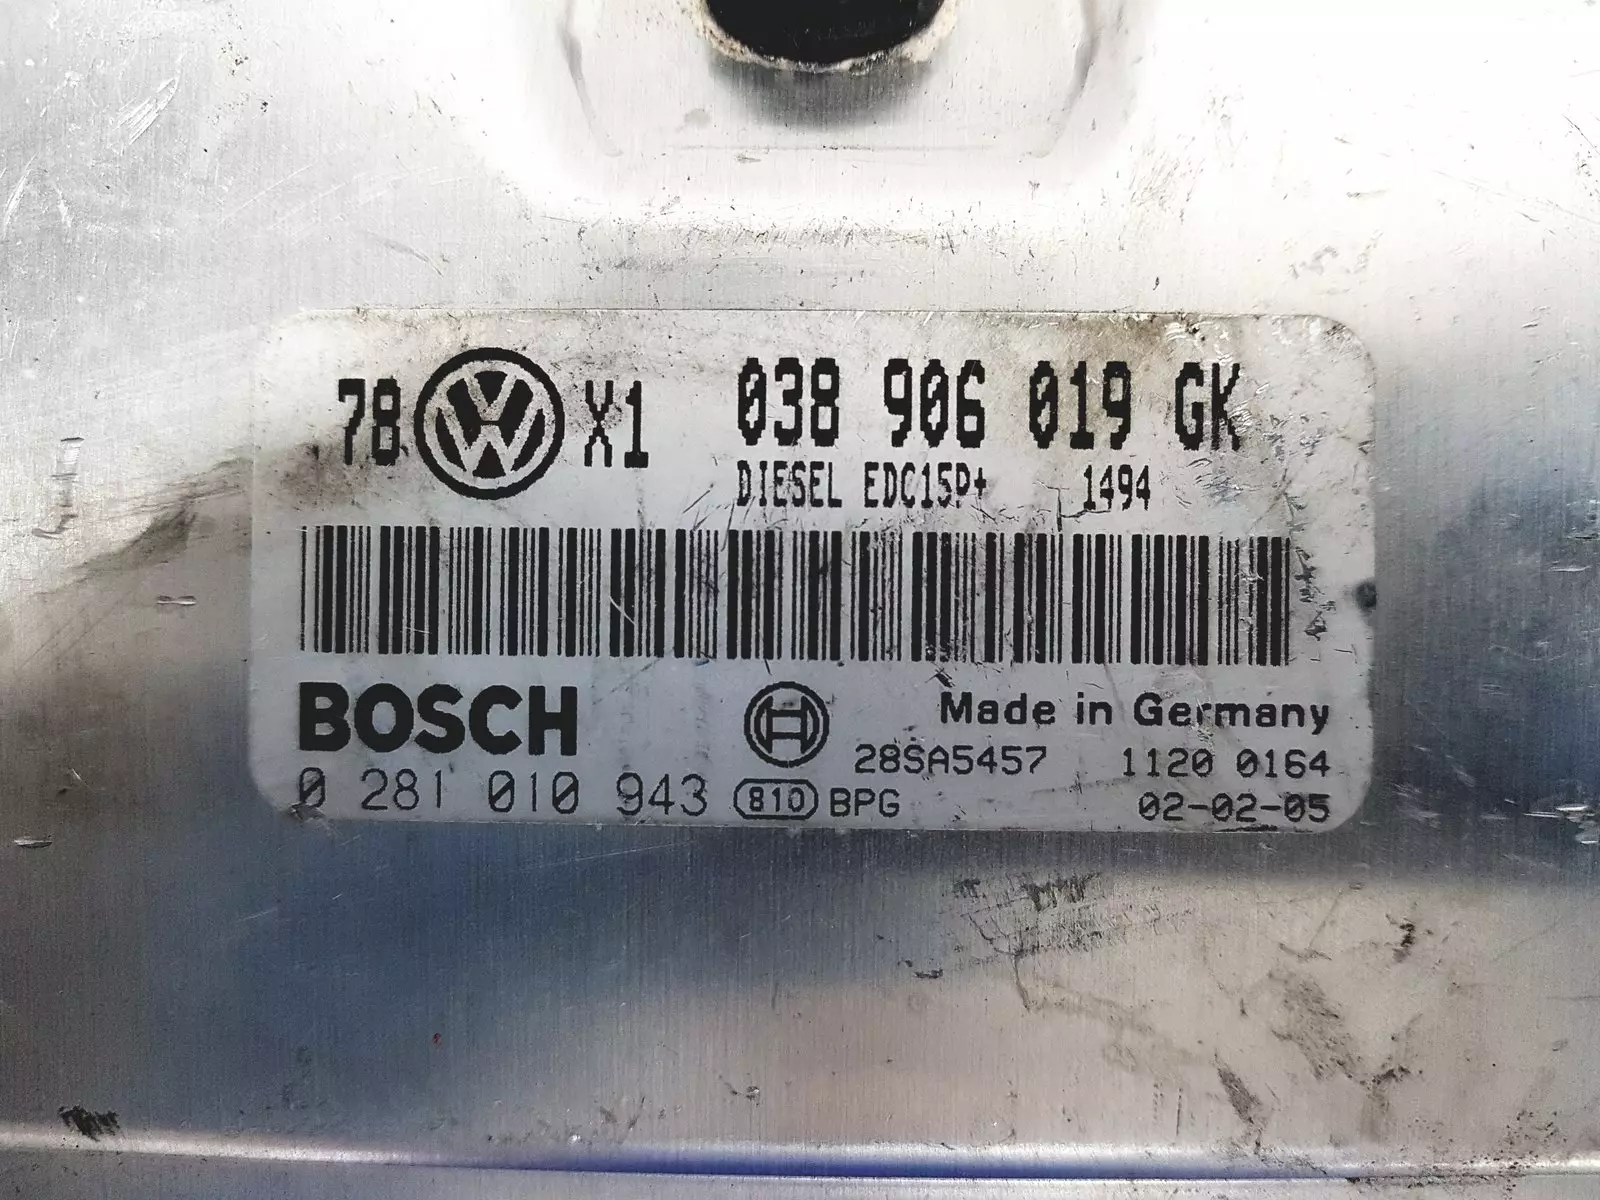 78 VW X1 038 906 019 GK
DIESEL EDC15P+ 1494
BOSCH Made in Germany
28SA5457 1120 0164
0 281 010 943 810 BPG 02-02-05